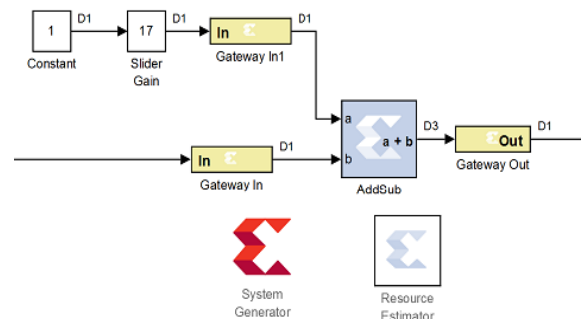 D1
D1
D1
1
17
In
Constant
Slider
Gain
Gateway In1
a
D3
D1
a + b
Out
In
D1
b
Gateway In
AddSub
Gateway Out
System
Generator
Resource
Estimator